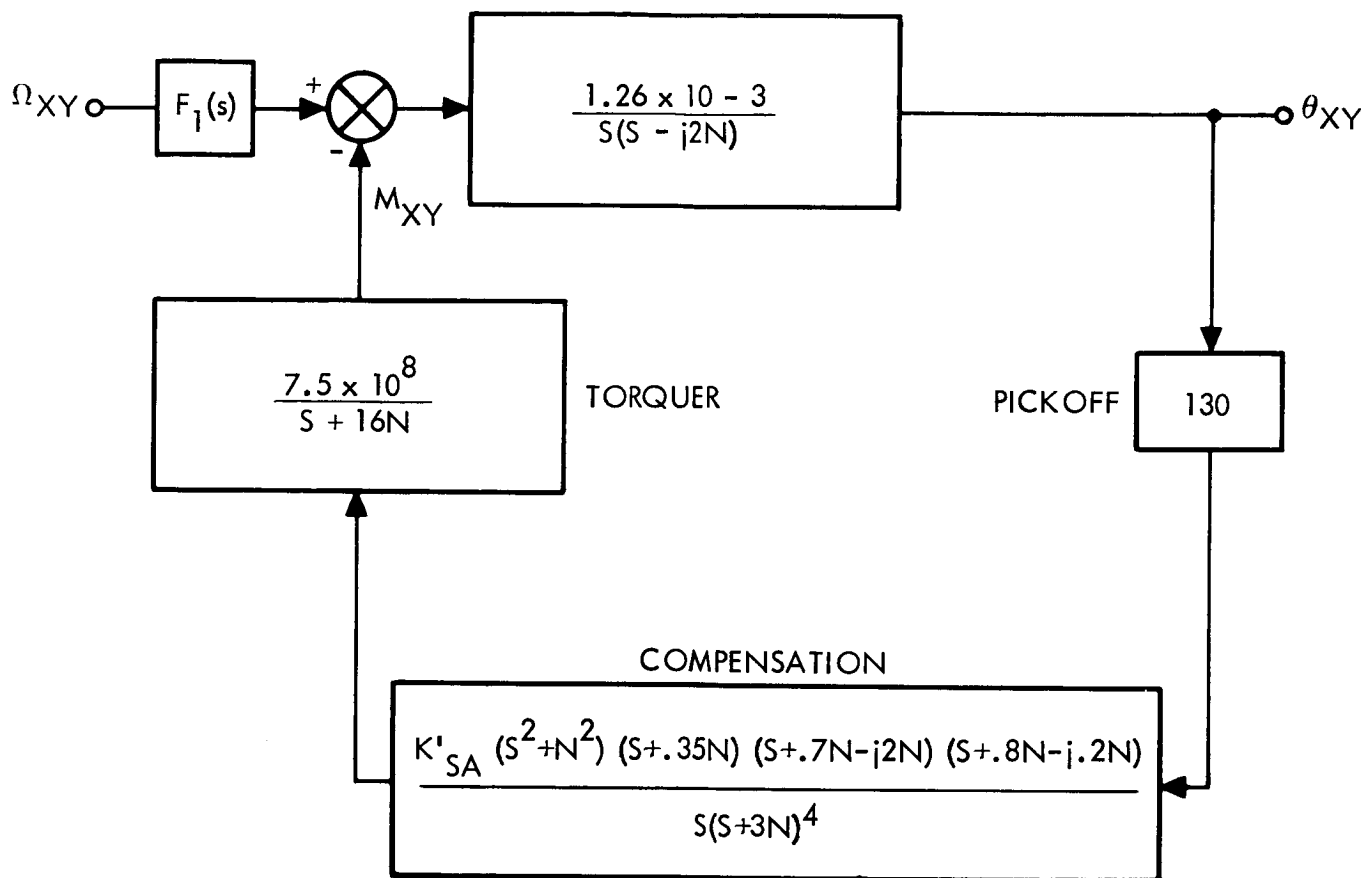 Ω_XY
F_1(s)
+
-
1.26 x 10 - 3
S(S - j2N)
θ_XY
M_XY
7.5 x 10^8
S + 16N
TORQUER
PICKOFF
130
COMPENSATION
K'_SA (S^2+N^2) (S+.35N) (S+.7N-j2N) (S+.8N-j.2N)
S(S+3N)^4